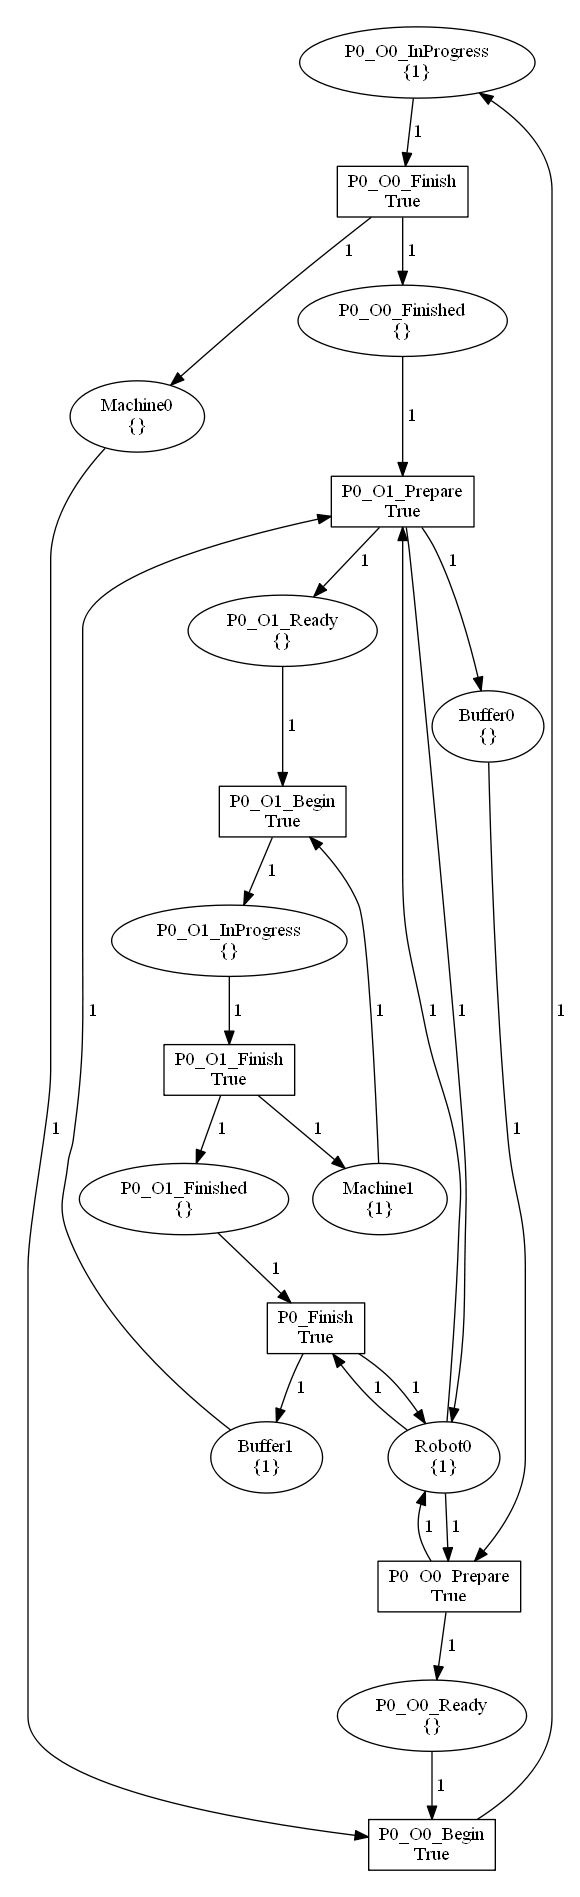 P0_O0_InProgress
{1}
1
P0_O0_Finish
True
1
1
P0_O0_Finished
{}
Machine0
{}
1
P0_O1_Prepare
True
1
1
P0_O1_Ready
{}
Buffer0
{}
1
P0_O1_Begin
True
1
P0_O1_InProgress
{}
1
1
1
1
1
1
P0_O1_Finish
True
1
1
1
1
P0_O1_Finished
{}
Machine1
{1}
1
P0_Finish
True
1
1
1
Buffer1
{1}
Robot0
{1}
1
1
P0_O0_Prepare
True
1
P0_O0_Ready
{}
1
P0_O0_Begin
True